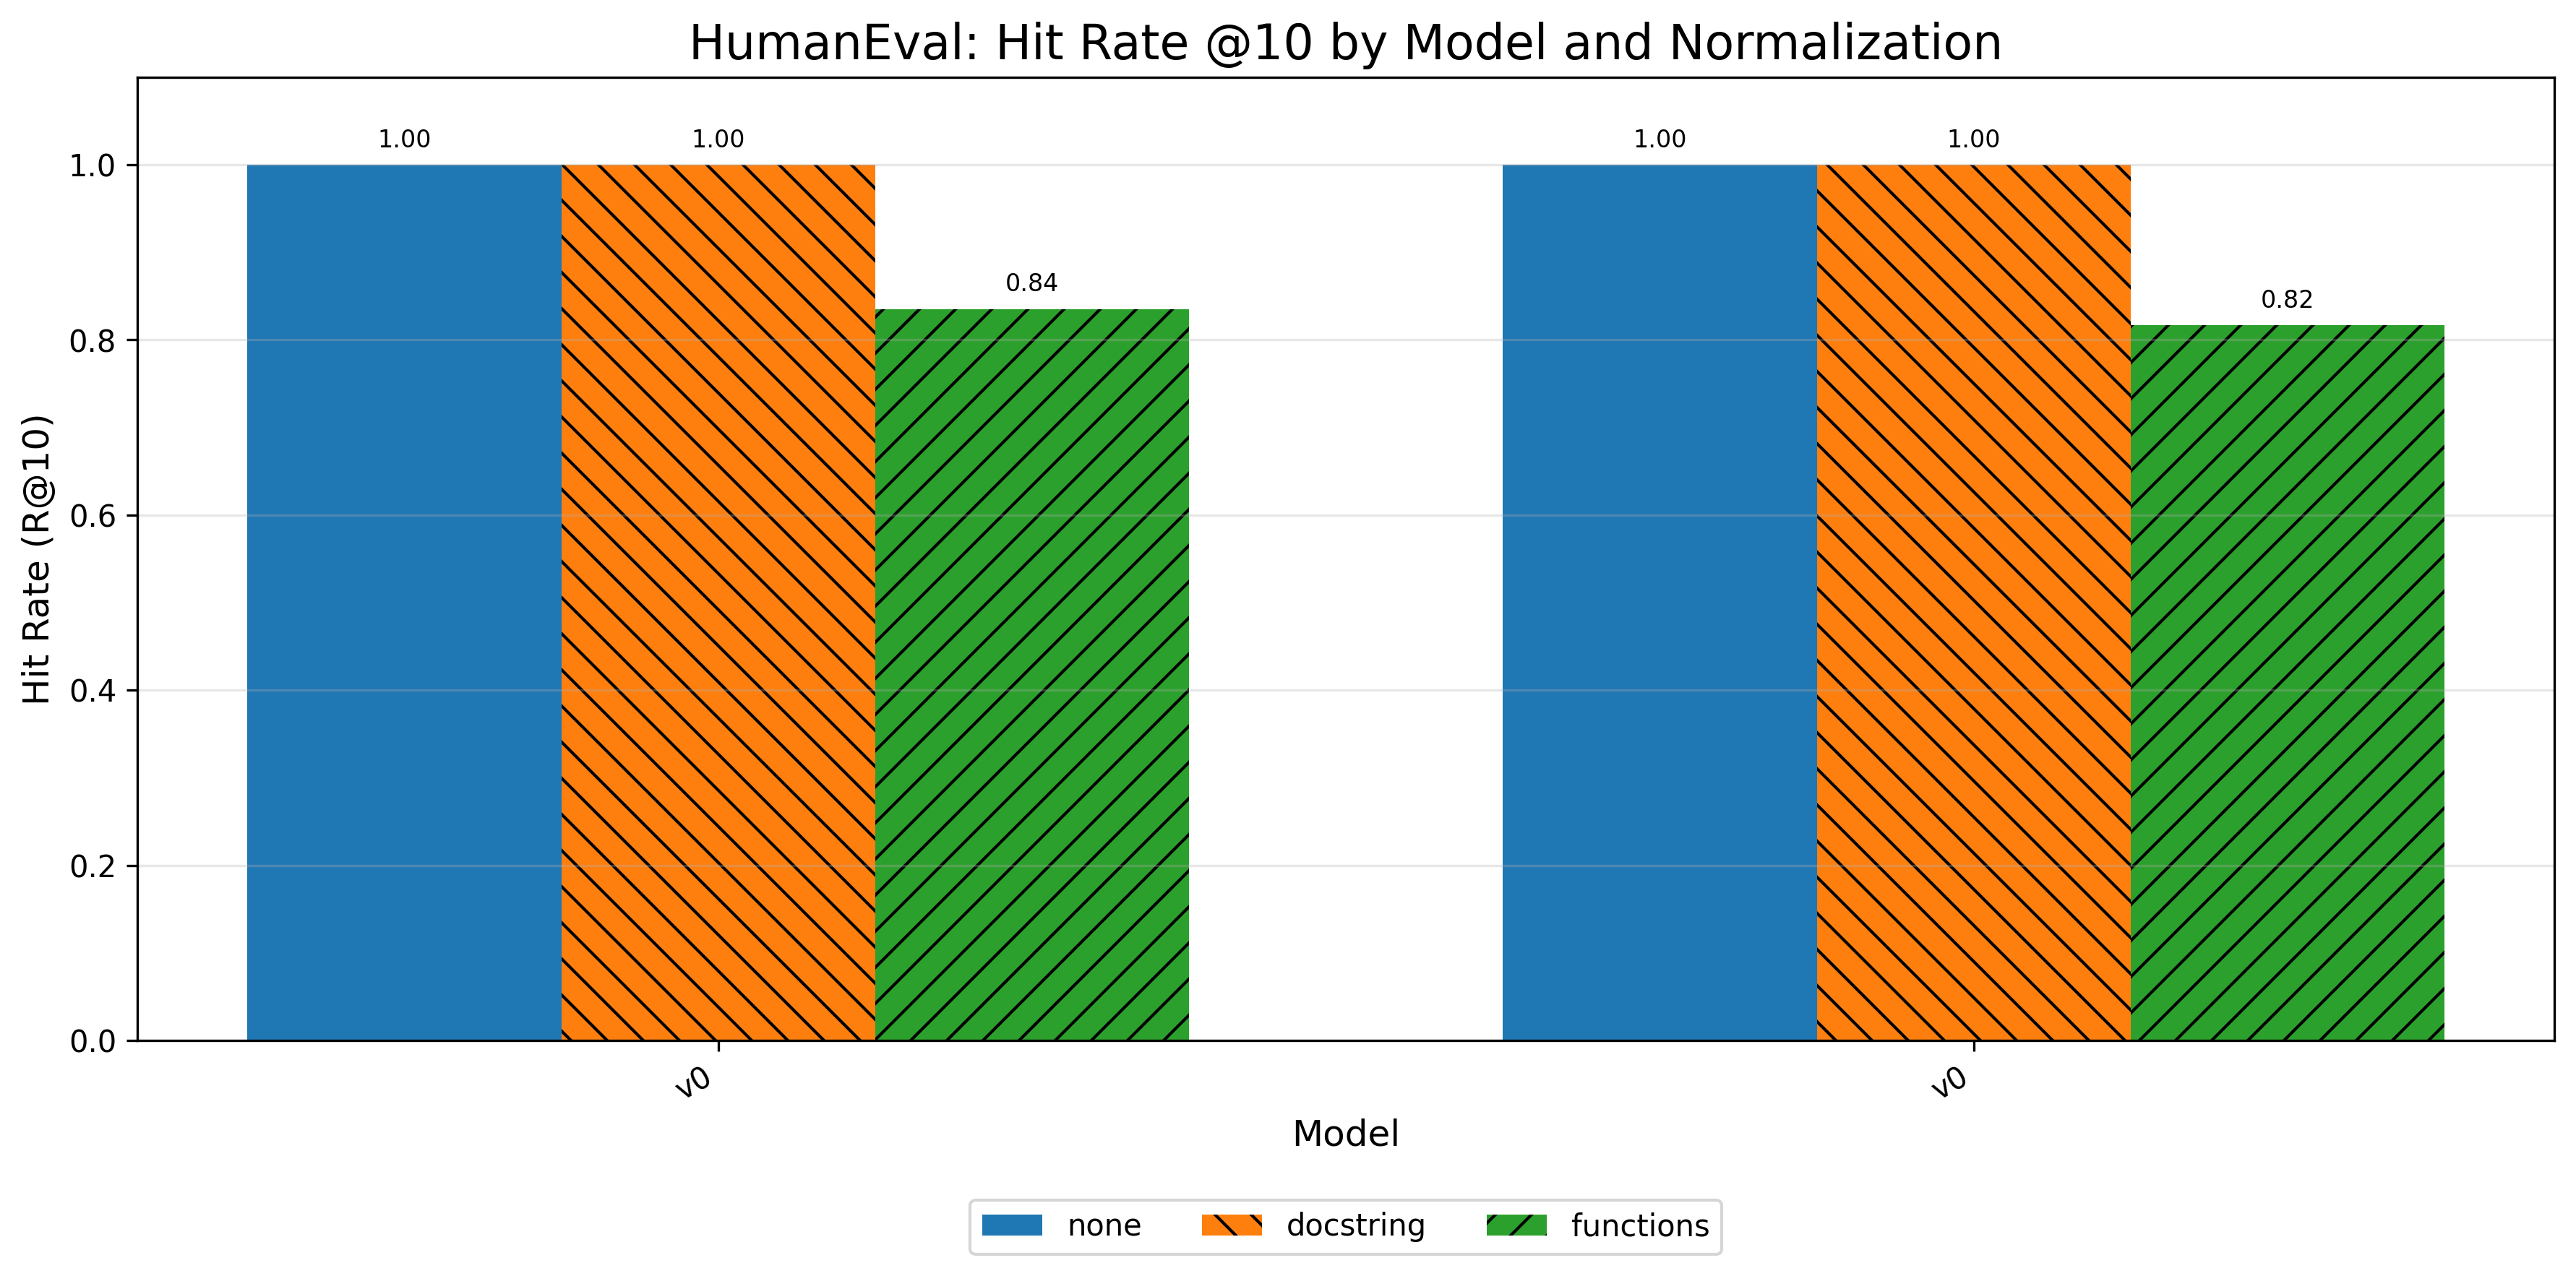 HumanEval: Hit Rate @10 by Model and Normalization
1.00
1.00
0.84
1.00
1.00
0.82
1.0
0.8
0.6
0.4
0.2
0.0
Hit Rate (R@10)
v0
v0
Model
none
docstring
functions